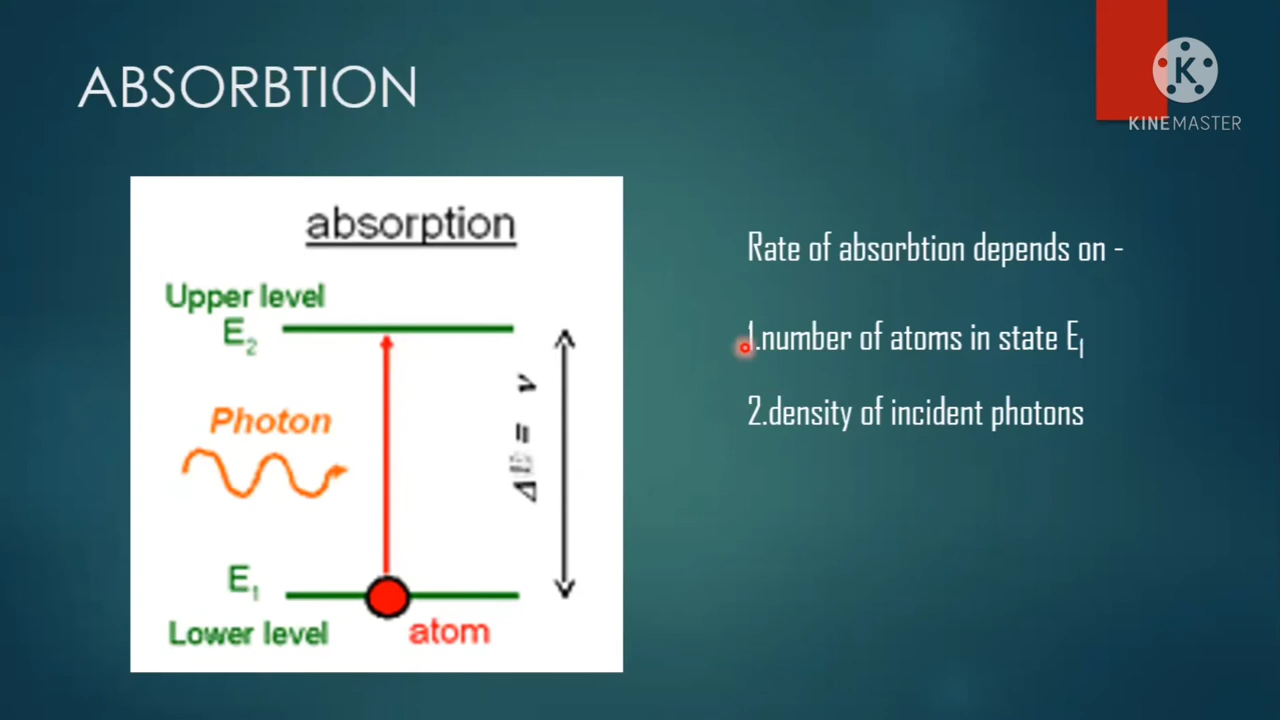 ABSORBTION
K
KINEMASTER
absorption
Upper level
E2
Photon
ΔE = ν
E1
Lower level
atom
Rate of absorbtion depends on -
1.number of atoms in state E1
2.density of incident photons